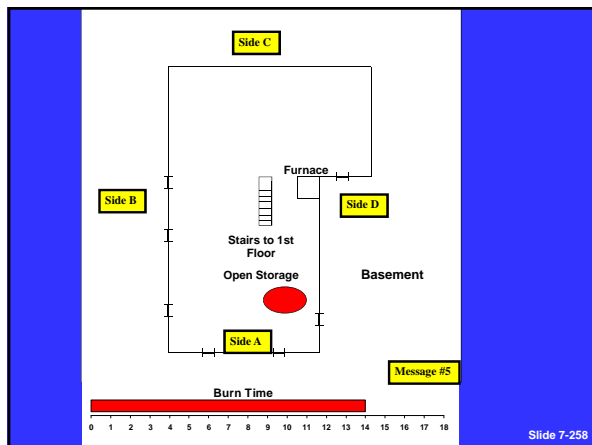 Side C
Furnace
Side B
Side D
Stairs to 1st
Floor
Open Storage
Basement
Side A
Message #5
Burn Time
0 1 2 3 4 5 6 7 8 9 10 11 12 13 14 15 16 17 18
Slide 7-258